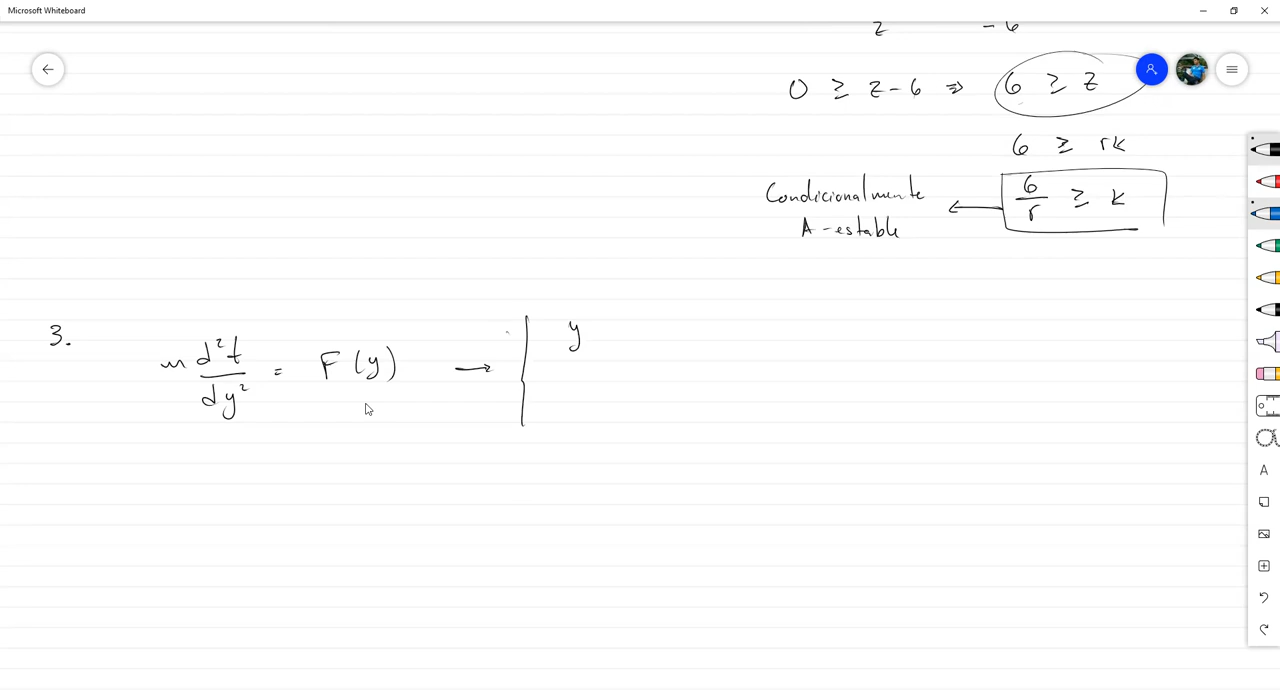 Microsoft Whiteboard
z - 6
0 ≥ z - 6 ⇒ 6 ≥ z
6 ≥ rk
Condicionalmente
A-estable ← 6/r ≥ k
3.
m d²t/dy² = F(y) → { y
A